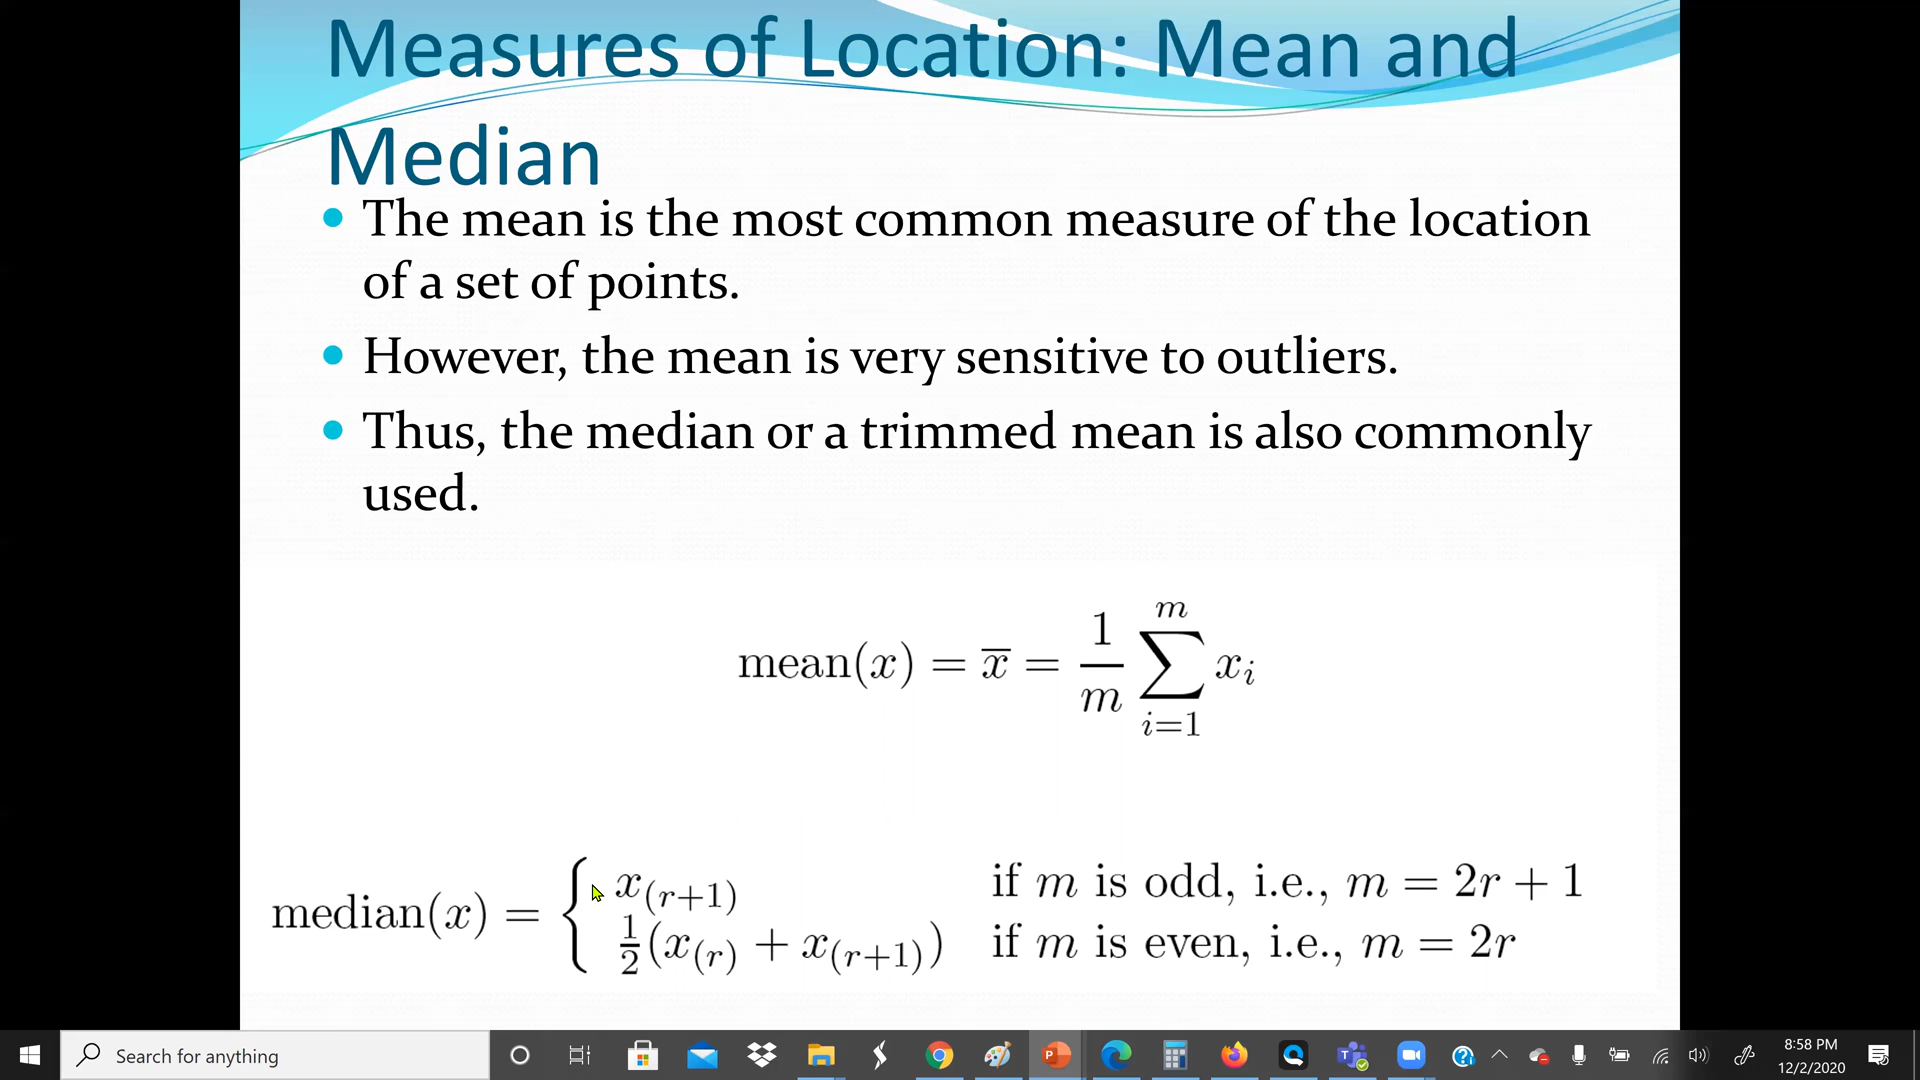 Measures of Location: Mean and
Median
• The mean is the most common measure of the location
of a set of points.
• However, the mean is very sensitive to outliers.
• Thus, the median or a trimmed mean is also commonly
used.
mean(x) = x̅ = \frac{1}{m} \sum_{i=1}^{m} x_i
median(x) = { x_{(r+1)} if m is odd, i.e., m = 2r + 1
\frac{1}{2}(x_{(r)} + x_{(r+1)}) if m is even, i.e., m = 2r
Search for anything
8:58 PM
12/2/2020